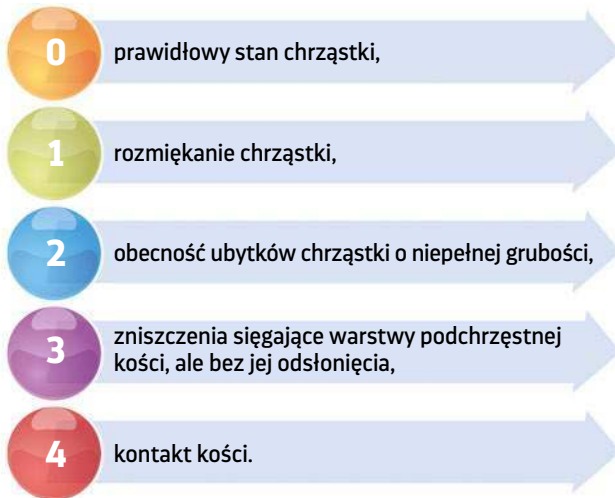 0
prawidłowy stan chrząstki,
1
rozmiękanie chrząstki,
2
obecność ubytków chrząstki o niepełnej grubości,
3
zniszczenia sięgające warstwy podchrzęstnej
kości, ale bez jej odsłonięcia,
4
kontakt kości.